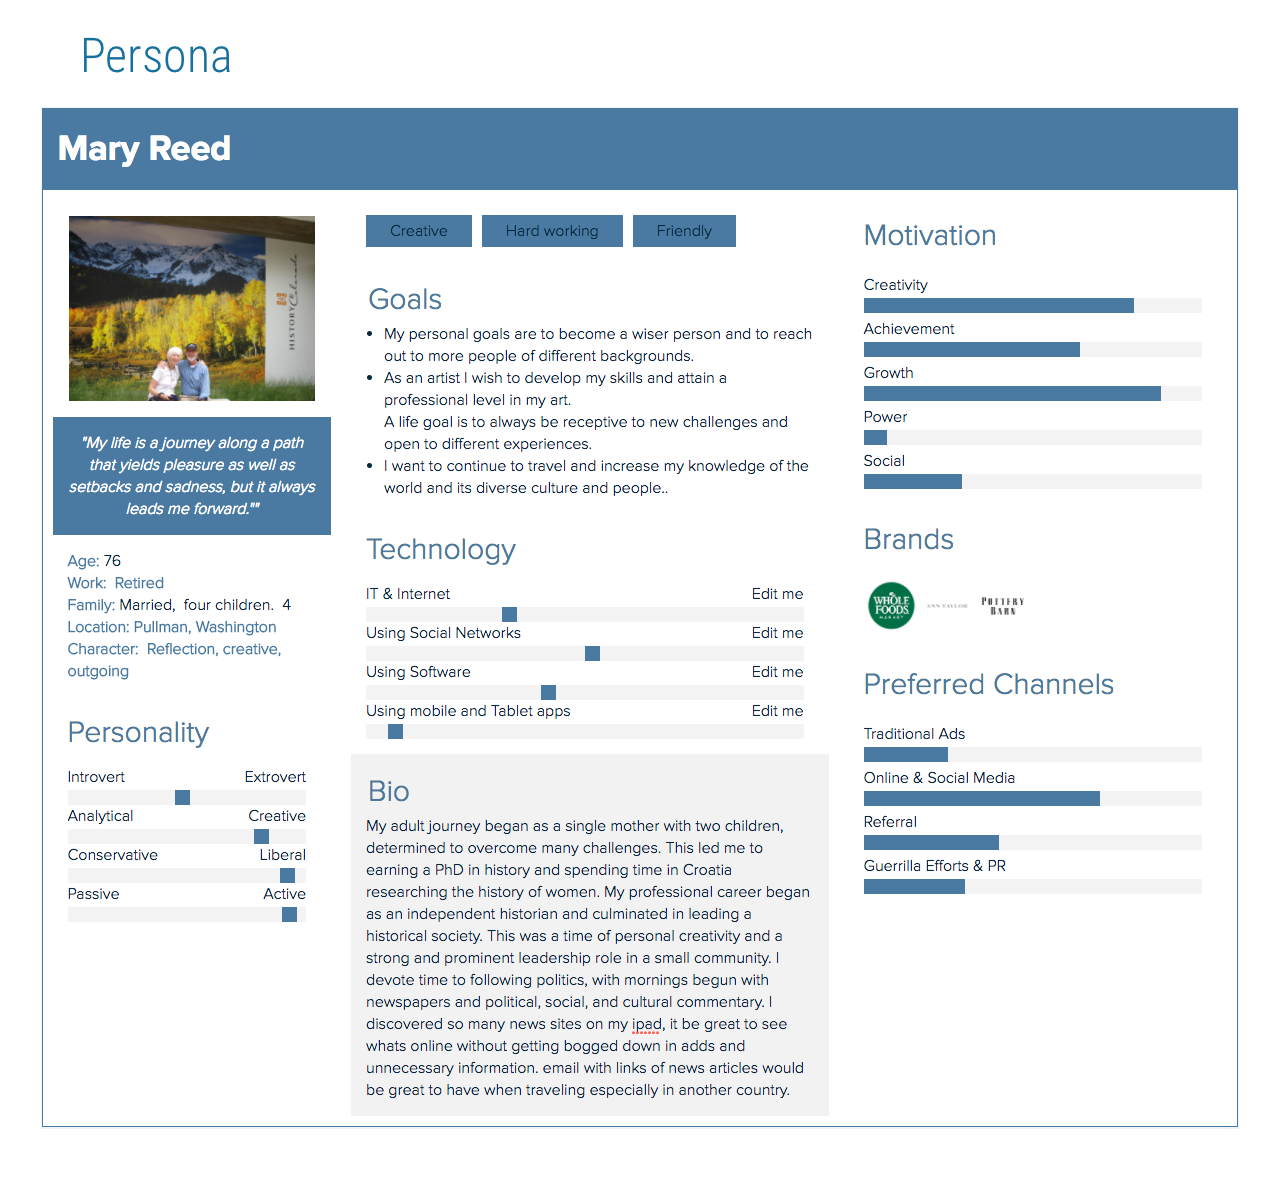 Persona
Mary Reed
HISTORY Colorado
"My life is a journey along a path
that yields pleasure as well as
setbacks and sadness, but it always
leads me forward.""
Age: 76
Work:  Retired
Family: Married,  four children.  4
Location: Pullman, Washington
Character:  Reflection, creative,
outgoing
Personality
Introvert Extrovert
Analytical Creative
Conservative Liberal
Passive Active
Creative Hard working Friendly
Goals
• My personal goals are to become a wiser person and to reach
out to more people of different backgrounds.
• As an artist I wish to develop my skills and attain a
professional level in my art.
A life goal is to always be receptive to new challenges and
open to different experiences.
• I want to continue to travel and increase my knowledge of the
world and its diverse culture and people..
Technology
IT & Internet Edit me
Using Social Networks Edit me
Using Software Edit me
Using mobile and Tablet apps Edit me
Bio
My adult journey began as a single mother with two children,
determined to overcome many challenges. This led me to
earning a PhD in history and spending time in Croatia
researching the history of women. My professional career began
as an independent historian and culminated in leading a
historical society. This was a time of personal creativity and a
strong and prominent leadership role in a small community. I
devote time to following politics, with mornings begun with
newspapers and political, social, and cultural commentary. I
discovered so many news sites on my ipad, it be great to see
whats online without getting bogged down in adds and
unnecessary information. email with links of news articles would
be great to have when traveling especially in another country.
Motivation
Creativity
Achievement
Growth
Power
Social
Brands
WHOLE
FOODS
MARKET
ANN TAYLOR
POTTERY
BARN
Preferred Channels
Traditional Ads
Online & Social Media
Referral
Guerrilla Efforts & PR